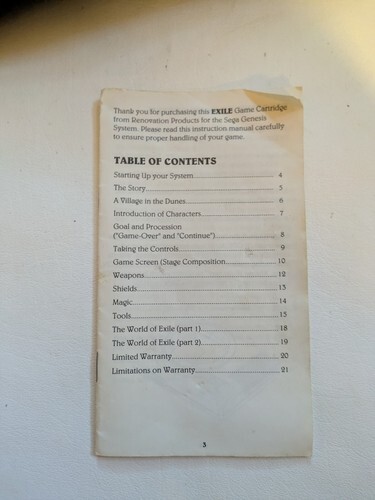 Thank you for purchasing this EXILE Game Cartridge
from Renovation Products for the Sega Genesis
System. Please read this instruction manual carefully
to ensure proper handling of your game.
TABLE OF CONTENTS
Starting Up your System 4
The Story 5
A Village in the Dunes 6
Introduction of Characters 7
Goal and Procession
("Game-Over" and "Continue") 8
Taking the Controls 9
Game Screen (Stage Composition 10
Weapons 12
Shields 13
Magic 14
Tools 15
The World of Exile (part 1) 18
The World of Exile (part 2) 19
Limited Warranty 20
Limitations on Warranty 21
3